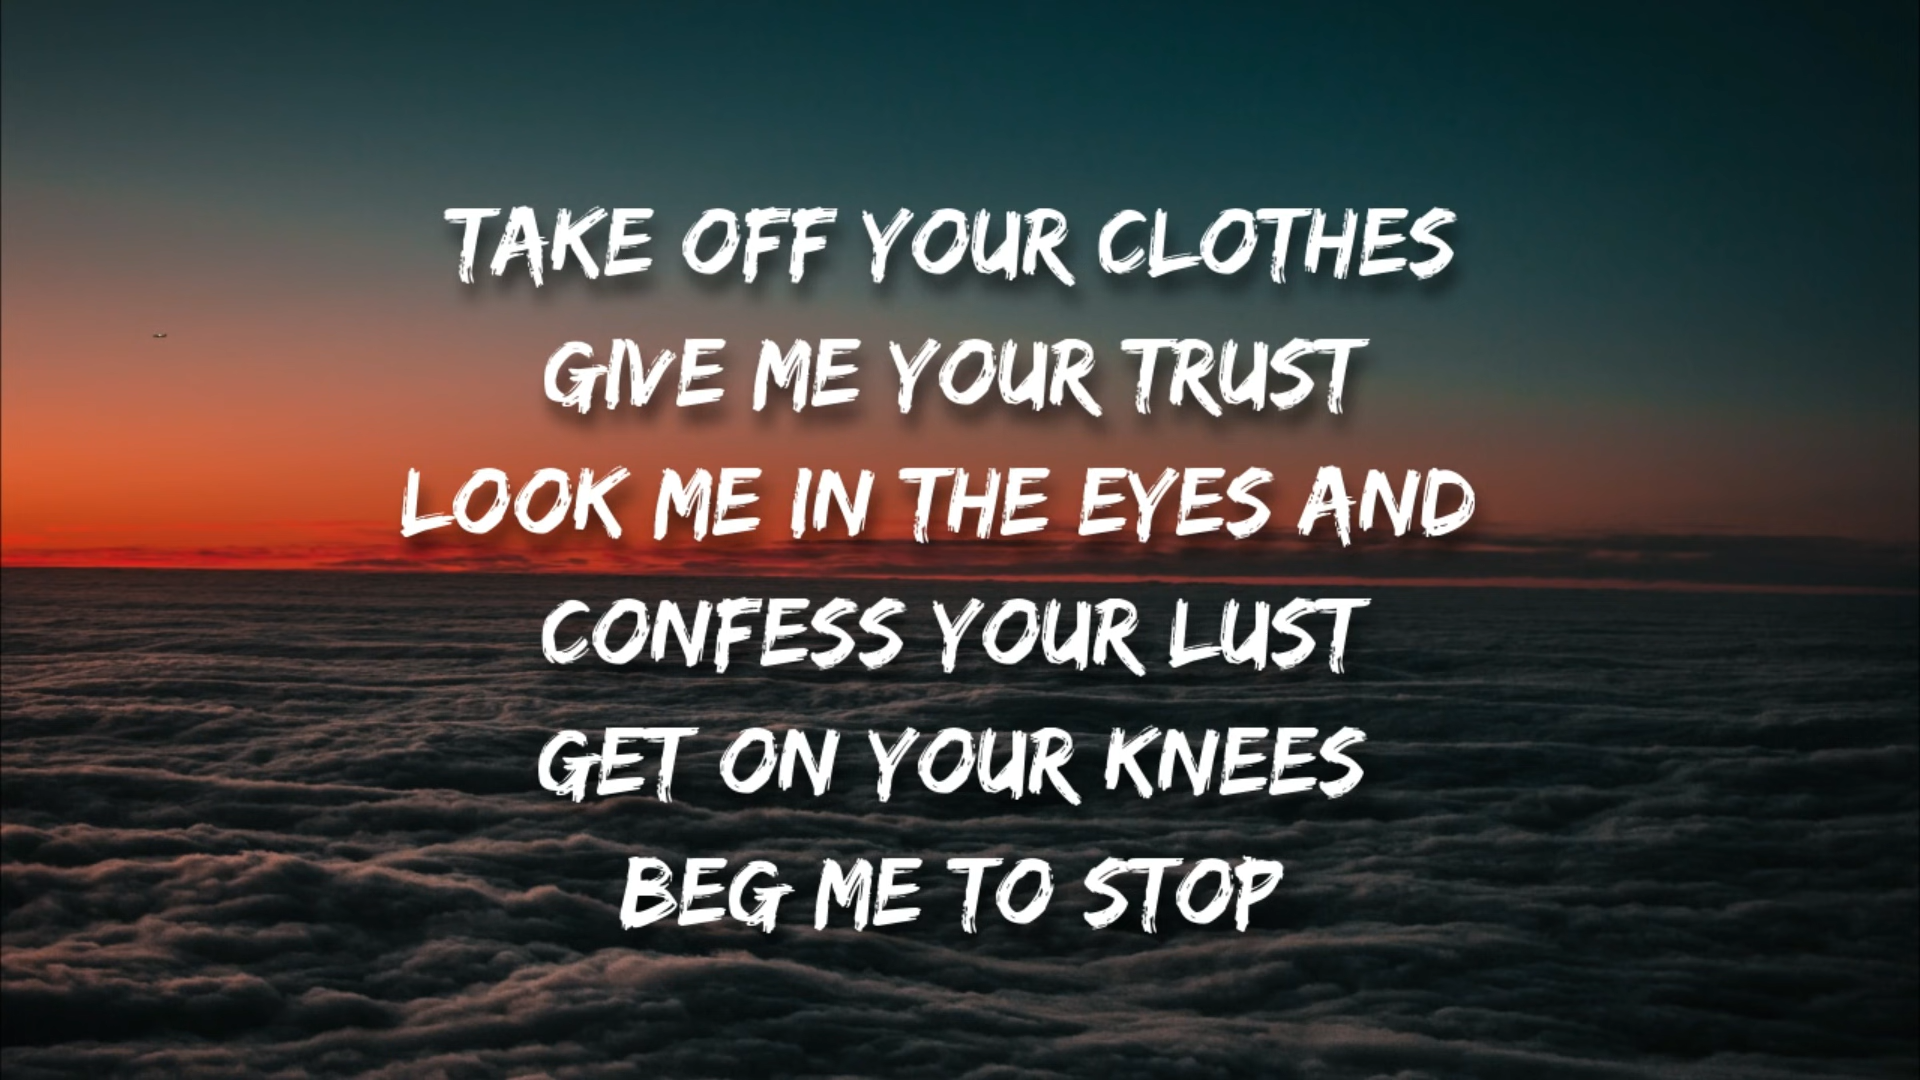 TAKE OFF YOUR CLOTHES
GIVE ME YOUR TRUST
LOOK ME IN THE EYES AND
CONFESS YOUR LUST
GET ON YOUR KNEES
BEG ME TO STOP